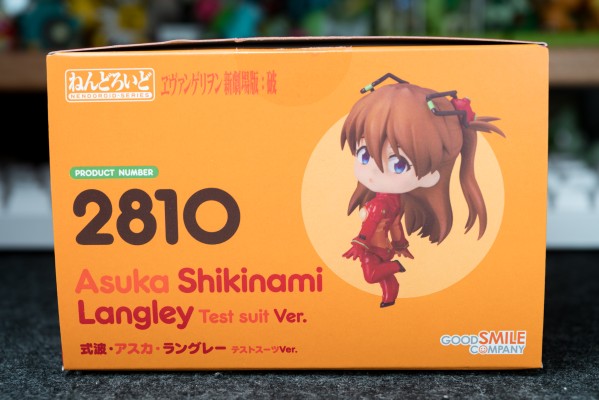 ねんどろいど
NENDOROID-SERIES
ヱヴァンゲリヲン新劇場版:破
PRODUCT NUMBER
2810
Asuka Shikinami
Langley Test suit Ver.
式波・アスカ・ラングレー テストスーツVer.
GOOD SMILE
COMPANY